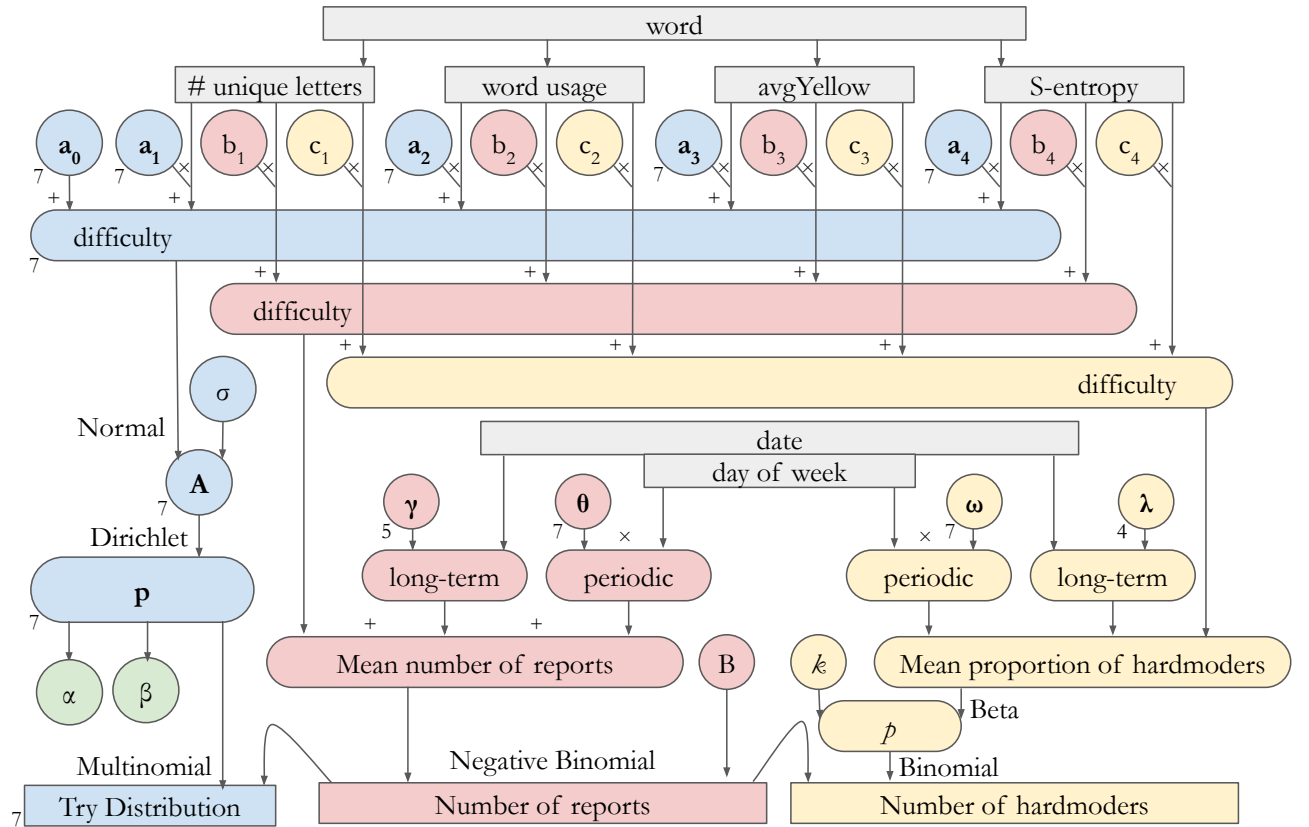 word
# unique letters word usage avgYellow S-entropy
a0 a1 b1 c1 a2 b2 c2 a3 b3 c3 a4 b4 c4
7 7 × × × 7 × × × 7 × × × 7 × × ×
+ + + + +
difficulty
7
+ + + +
difficulty
+ + + +
difficulty
σ
Normal
date
day of week
A
7
γ θ ω λ
5 7 × × 7 4
Dirichlet
long-term periodic periodic long-term
p
7
+ +
Mean number of reports B k Mean proportion of hardmoders
α β
Beta
p
Multinomial Negative Binomial Binomial
Try Distribution Number of reports Number of hardmoders
7